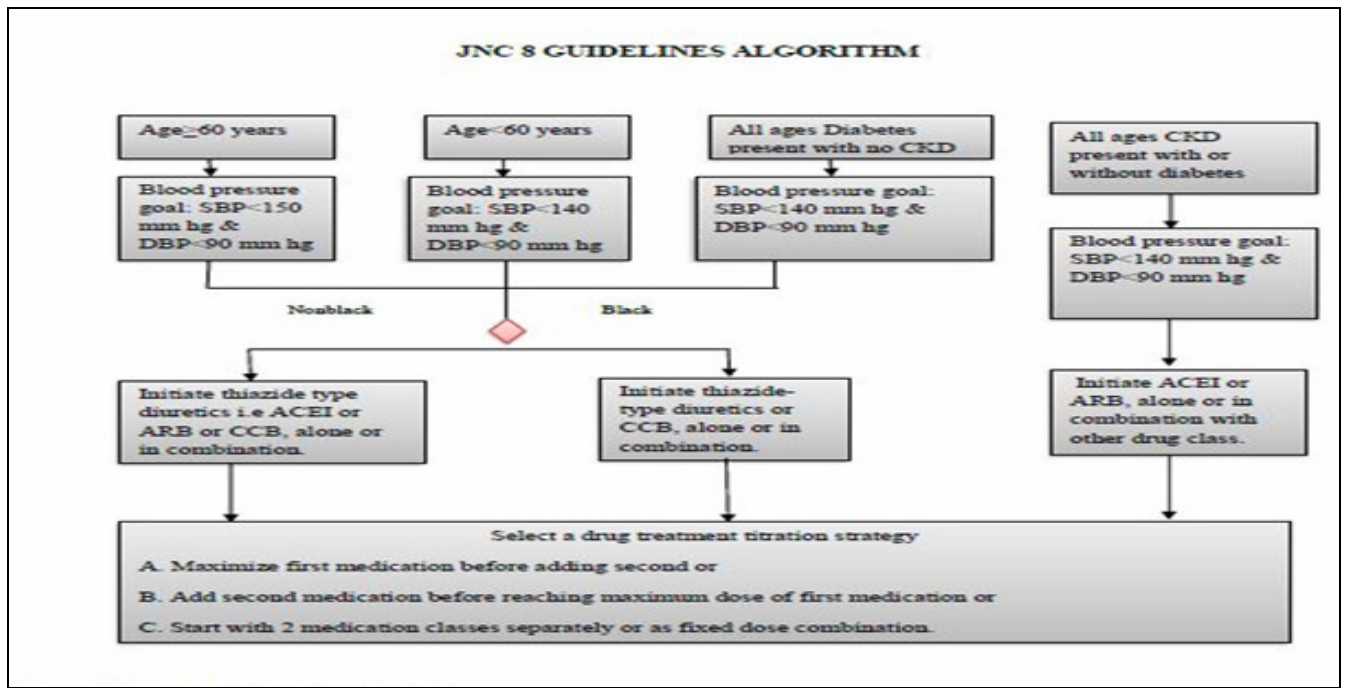 JNC 8 GUIDELINES ALGORITHM
Age≥60 years
Age<60 years
All ages Diabetes
present with no CKD
All ages CKD
present with or
without diabetes
Blood pressure
goal: SBP<150
mm hg &
DBP<90 mm hg
Blood pressure
goal: SBP<140
mm hg &
DBP<90 mm hg
Blood pressure goal:
SBP<140 mm hg &
DBP<90 mm hg
Blood pressure goal:
SBP<140 mm hg &
DBP<90 mm hg
Nonblack
Black
Initiate thiazide type
diuretics i.e ACEI or
ARB or CCB, alone or
in combination.
Initiate thiazide-
type diuretics or
CCB, alone or in
combination.
Initiate ACEI or
ARB, alone or in
combination with
other drug class.
Select a drug treatment titration strategy
A. Maximize first medication before adding second or
B. Add second medication before reaching maximum dose of first medication or
C. Start with 2 medication classes separately or as fixed dose combination.